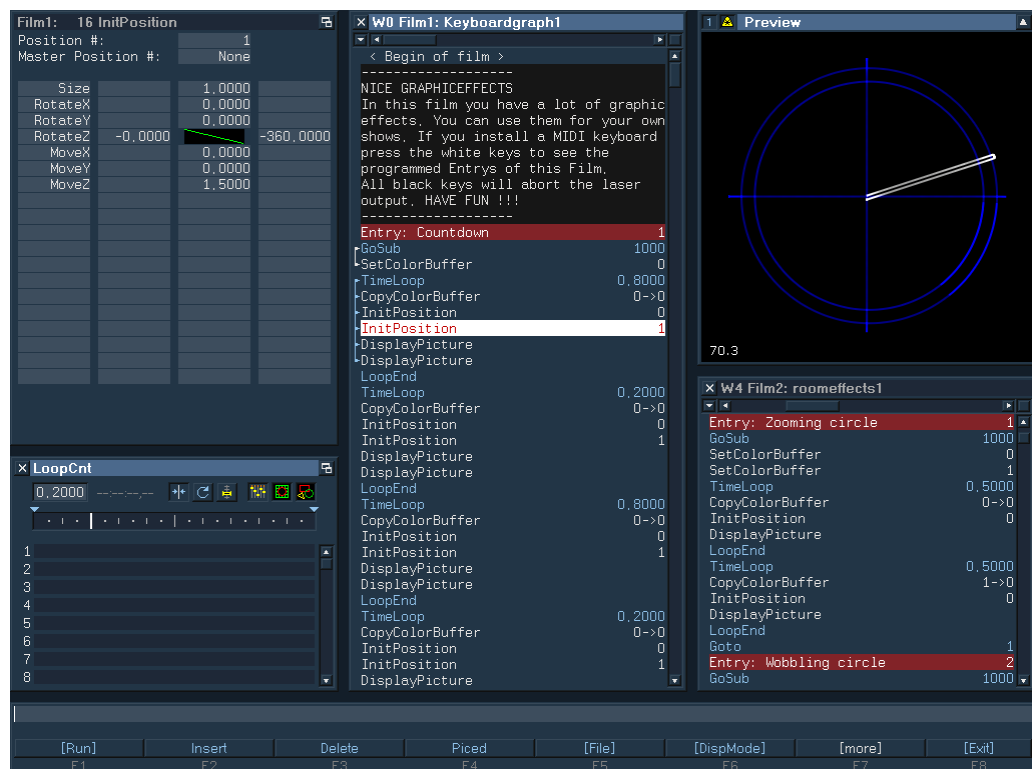 Film1: 16 InitPosition
Position #: 1
Master Position #: None
Size 1.0000
RotateX 0.0000
RotateY 0.0000
RotateZ -0.0000 -360.0000
MoveX 0.0000
MoveY 0.0000
MoveZ 1.5000
LoopCnt
0.2000 --:--:--.--
1
2
3
4
5
6
7
8
W0 Film1: Keyboardgraph1
< Begin of film >
-------------------
NICE GRAPHICEFFECTS
In this film you have a lot of graphic
effects. You can use them for your own
shows. If you install a MIDI keyboard
press the white keys to see the
programmed Entrys of this Film.
All black keys will abort the laser
output. HAVE FUN !!!
-------------------
Entry: Countdown 1
GoSub 1000
SetColorBuffer 0
TimeLoop 0.8000
CopyColorBuffer 0->0
InitPosition 0
InitPosition 1
DisplayPicture
DisplayPicture
LoopEnd
TimeLoop 0.2000
CopyColorBuffer 0->0
InitPosition 0
InitPosition 1
DisplayPicture
DisplayPicture
LoopEnd
TimeLoop 0.8000
CopyColorBuffer 0->0
InitPosition 0
InitPosition 1
DisplayPicture
DisplayPicture
LoopEnd
TimeLoop 0.2000
CopyColorBuffer 0->0
InitPosition 0
InitPosition 1
DisplayPicture
1 Preview
70.3
W4 Film2: roomeffects1
Entry: Zooming circle 1
GoSub 1000
SetColorBuffer 0
SetColorBuffer 1
TimeLoop 0.5000
CopyColorBuffer 0->0
InitPosition 0
DisplayPicture
LoopEnd
TimeLoop 0.5000
CopyColorBuffer 1->0
InitPosition 0
DisplayPicture
LoopEnd
Goto 1
Entry: Wobbling circle 2
GoSub 1000
[Run] Insert Delete Piced [File] [DispMode] [more] [Exit]
F1 F2 F3 F4 F5 F6 F7 F8